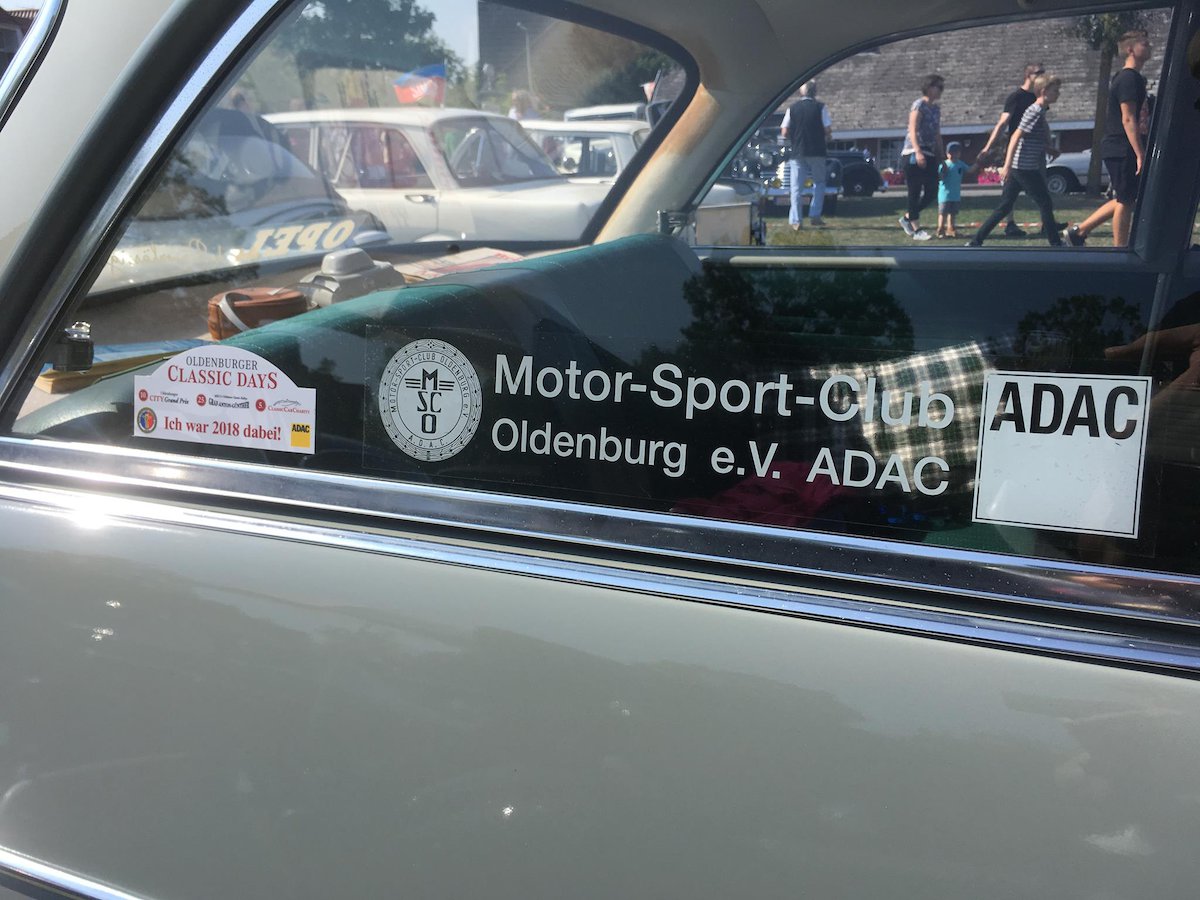 OPEL
OLDENBURGER
CLASSIC DAYS
CITY Grand Prix
CLASSICCARCHARITY
Ich war 2018 dabei!
ADAC
MOTOR-SPORT-CLUB OLDENBURG e.V.
ADAC
MSCO
Motor-Sport-Club
Oldenburg e.V. ADAC
ADAC